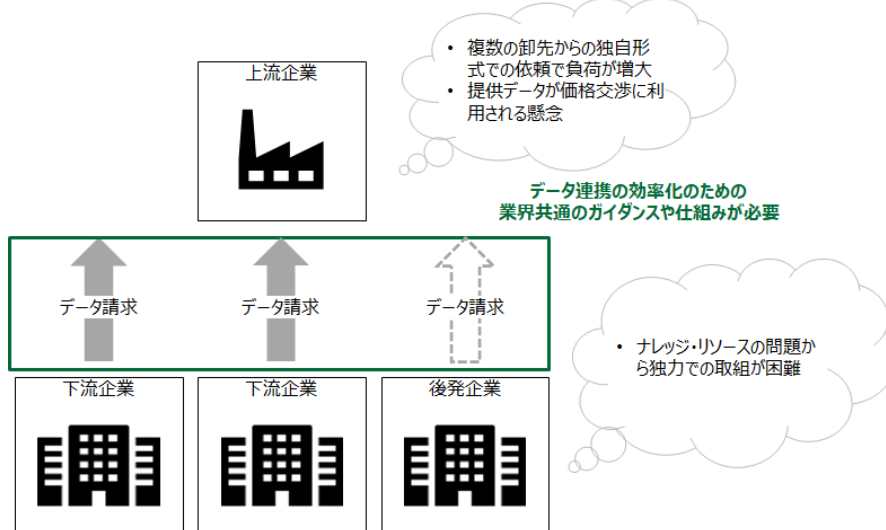 • 複数の卸先からの独自形
式での依頼で負荷が増大
• 提供データが価格交渉に利
用される懸念
上流企業
データ連携の効率化のための
業界共通のガイダンスや仕組みが必要
データ請求
データ請求
データ請求
• ナレッジ・リソースの問題か
ら独力での取組が困難
下流企業
下流企業
後発企業